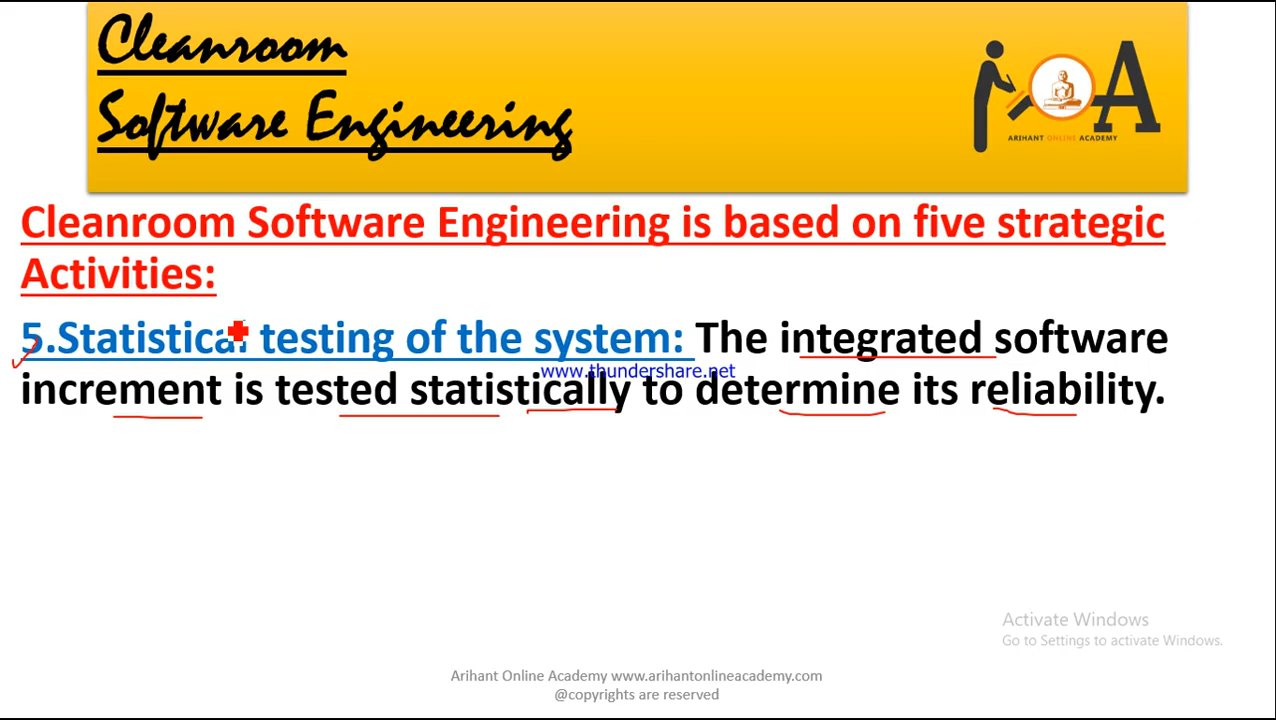 Cleanroom
Software Engineering
ARIHANT ONLINE ACADEMY
Cleanroom Software Engineering is based on five strategic
Activities:
5.Statistical testing of the system: The integrated software
www.thundershare.net
increment is tested statistically to determine its reliability.
Activate Windows
Go to Settings to activate Windows.
Arihant Online Academy www.arihantonlineacademy.com
@copyrights are reserved